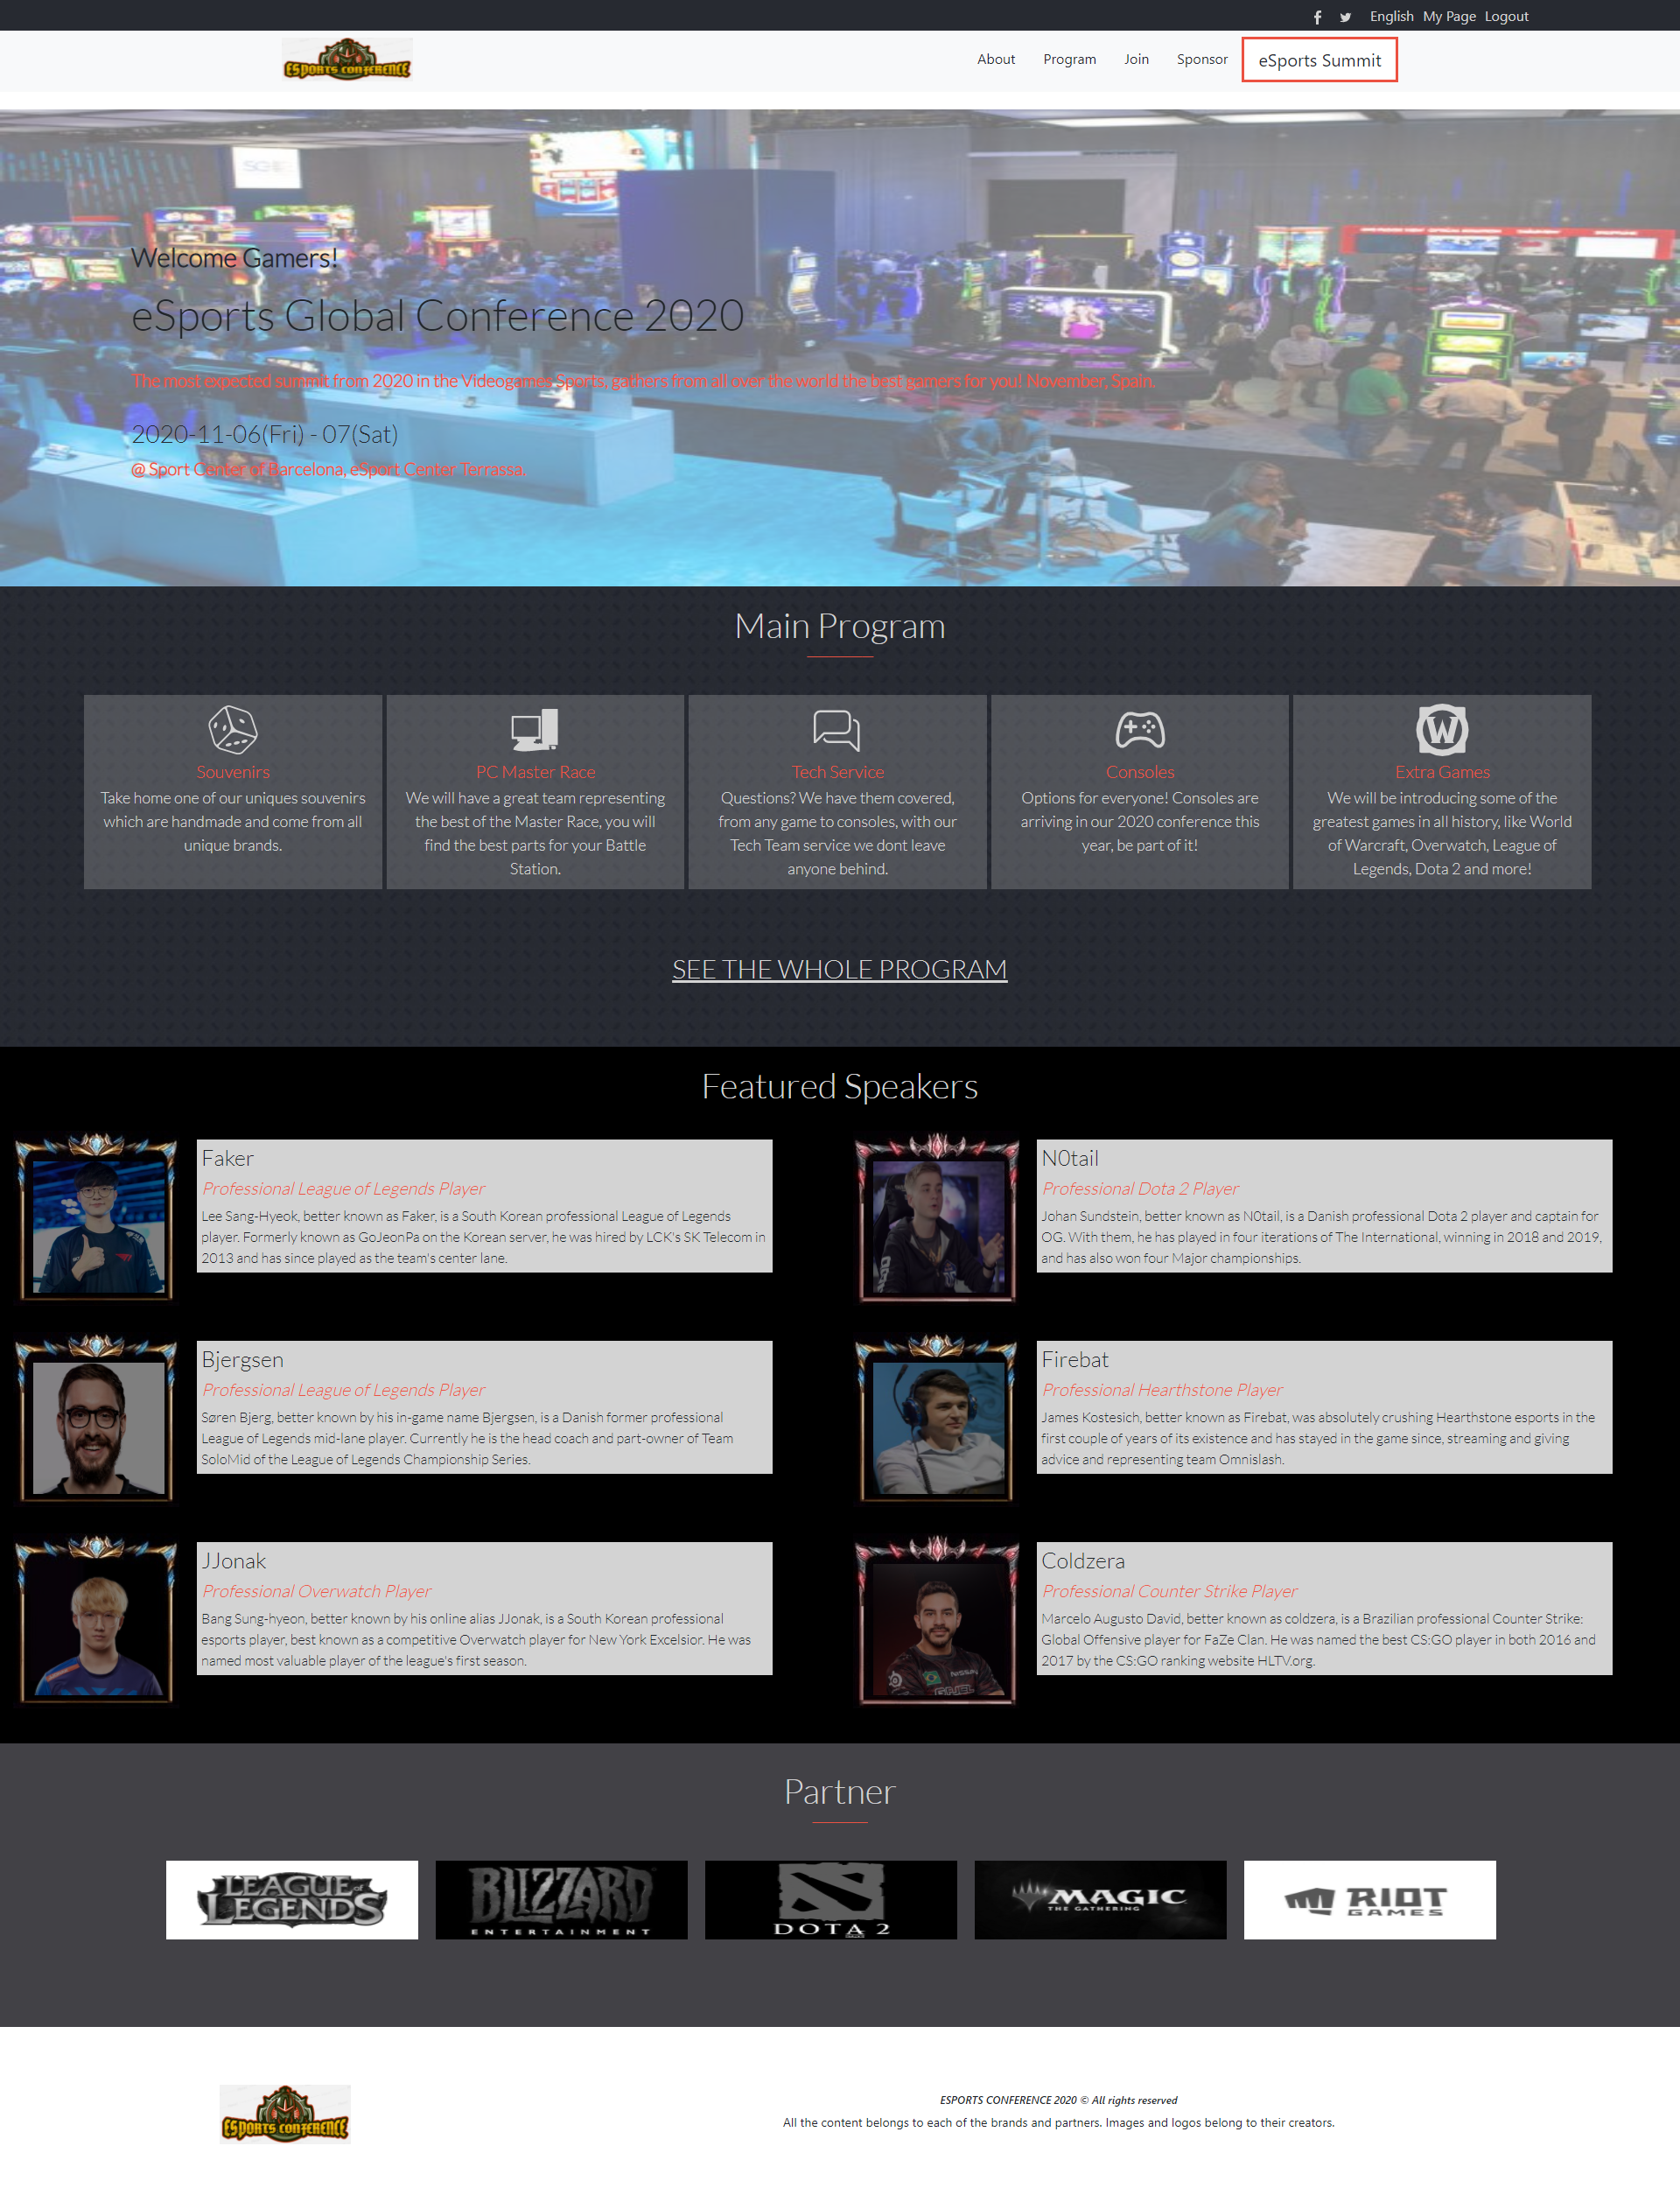 English My Page Logout
ESPORTS CONFERENCE
About Program Join Sponsor eSports Summit
Welcome Gamers!
eSports Global Conference 2020
The most expected summit from 2020 in the Videogames Sports, gathers from all over the world the best gamers for you! November, Spain.
2020-11-06(Fri) - 07(Sat)
@ Sport Center of Barcelona, eSport Center Terrassa.
Main Program
Souvenirs
Take home one of our uniques souvenirs
which are handmade and come from all
unique brands.
PC Master Race
We will have a great team representing
the best of the Master Race, you will
find the best parts for your Battle
Station.
Tech Service
Questions? We have them covered,
from any game to consoles, with our
Tech Team service we dont leave
anyone behind.
Consoles
Options for everyone! Consoles are
arriving in our 2020 conference this
year, be part of it!
W
Extra Games
We will be introducing some of the
greatest games in all history, like World
of Warcraft, Overwatch, League of
Legends, Dota 2 and more!
SEE THE WHOLE PROGRAM
Featured Speakers
Faker
Professional League of Legends Player
Lee Sang-Hyeok, better known as Faker, is a South Korean professional League of Legends
player. Formerly known as GoJeonPa on the Korean server, he was hired by LCK's SK Telecom in
2013 and has since played as the team's center lane.
N0tail
Professional Dota 2 Player
Johan Sundstein, better known as N0tail, is a Danish professional Dota 2 player and captain for
OG. With them, he has played in four iterations of The International, winning in 2018 and 2019,
and has also won four Major championships.
Bjergsen
Professional League of Legends Player
Søren Bjerg, better known by his in-game name Bjergsen, is a Danish former professional
League of Legends mid-lane player. Currently he is the head coach and part-owner of Team
SoloMid of the League of Legends Championship Series.
Firebat
Professional Hearthstone Player
James Kostesich, better known as Firebat, was absolutely crushing Hearthstone esports in the
first couple of years of its existence and has stayed in the game since, streaming and giving
advice and representing team Omnislash.
JJonak
Professional Overwatch Player
Bang Sung-hyeon, better known by his online alias JJonak, is a South Korean professional
esports player, best known as a competitive Overwatch player for New York Excelsior. He was
named most valuable player of the league's first season.
Coldzera
Professional Counter Strike Player
Marcelo Augusto David, better known as coldzera, is a Brazilian professional Counter Strike:
Global Offensive player for FaZe Clan. He was named the best CS:GO player in both 2016 and
2017 by the CS:GO ranking website HLTV.org.
Partner
LEAGUE of
LEGENDS
BLIZZARD
ENTERTAINMENT
DOTA 2
MAGIC
THE GATHERING
RIOT
GAMES
ESPORTS CONFERENCE
ESPORTS CONFERENCE 2020 © All rights reserved
All the content belongs to each of the brands and partners. Images and logos belong to their creators.